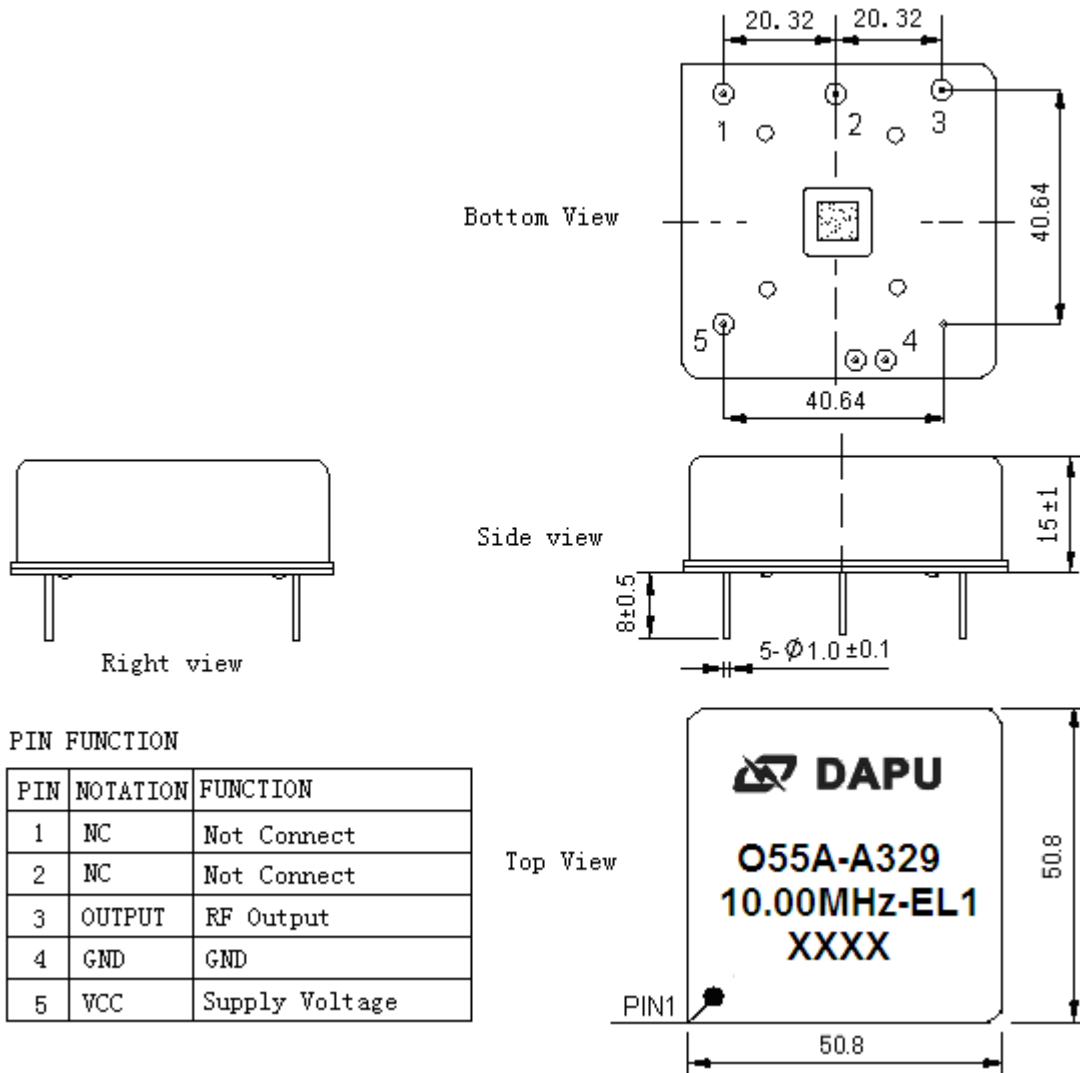 20.32 20.32
1 2 3
40.64
Bottom View
5 4
40.64
15±1
Side view
8±0.5
5-Φ1.0±0.1
Right view
PIN FUNCTION
PIN NOTATION FUNCTION
1 NC Not Connect
2 NC Not Connect
3 OUTPUT RF Output
4 GND GND
5 VCC Supply Voltage
Top View
DAPU
O55A-A329
10.00MHz-EL1
XXXX
50.8
PIN1
50.8